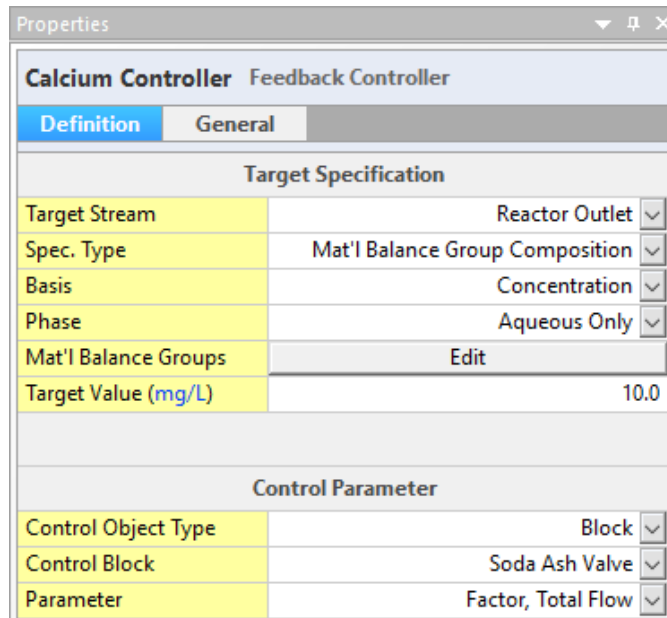 Properties
Calcium Controller Feedback Controller
Definition General
Target Specification
Target Stream Reactor Outlet
Spec. Type Mat'l Balance Group Composition
Basis Concentration
Phase Aqueous Only
Mat'l Balance Groups Edit
Target Value (mg/L) 10.0
Control Parameter
Control Object Type Block
Control Block Soda Ash Valve
Parameter Factor, Total Flow